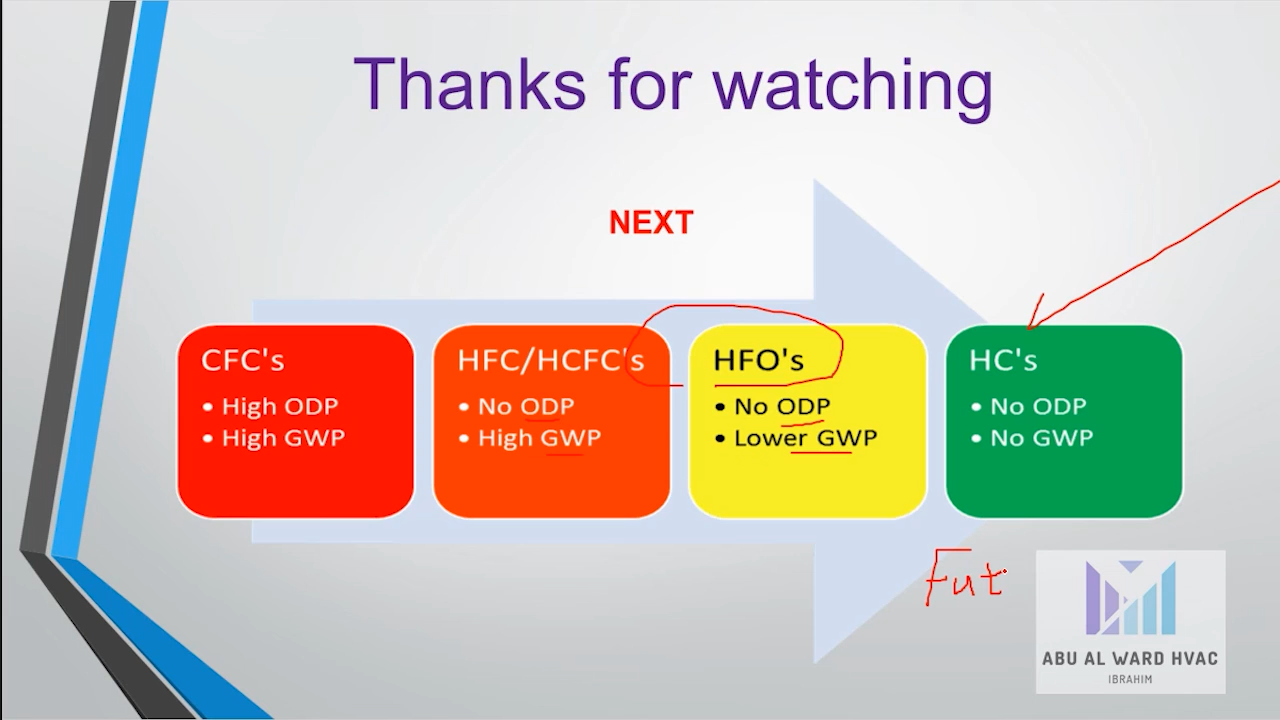 Thanks for watching
NEXT
CFC's
• High ODP
• High GWP
HFC/HCFC's
• No ODP
• High GWP
HFO's
• No ODP
• Lower GWP
HC's
• No ODP
• No GWP
Fut
ABU AL WARD HVAC
IBRAHIM